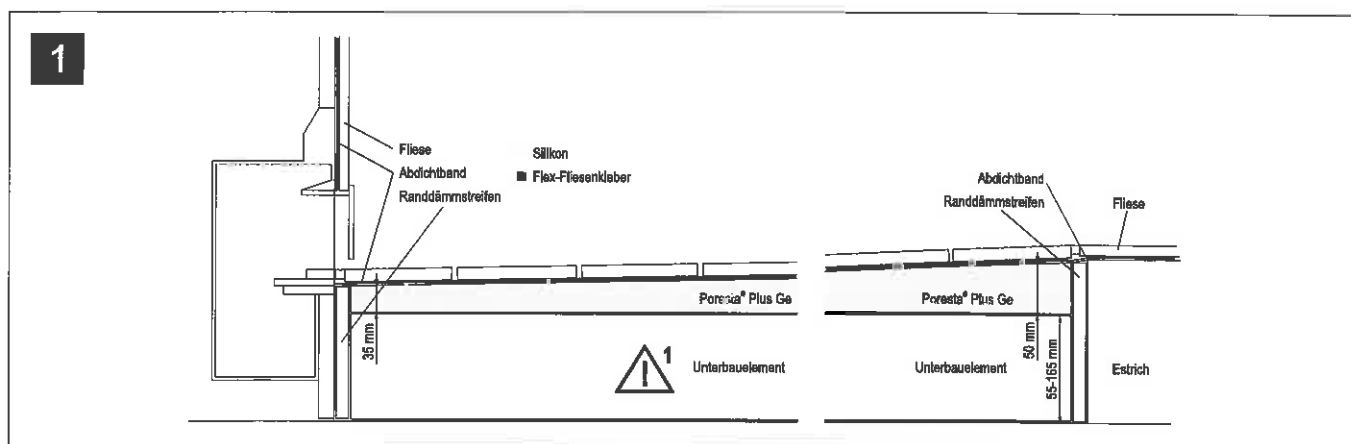 1
Fliese
Abdichtband
Randdämmstreifen
Silikon
Flex-Fliesenkleber
Abdichtband
Randdämmstreifen
Fliese
Poresta® Plus Ge
Poresta® Plus Ge
35 mm
50 mm
1
Unterbauelement
Unterbauelement
55-165 mm
Estrich